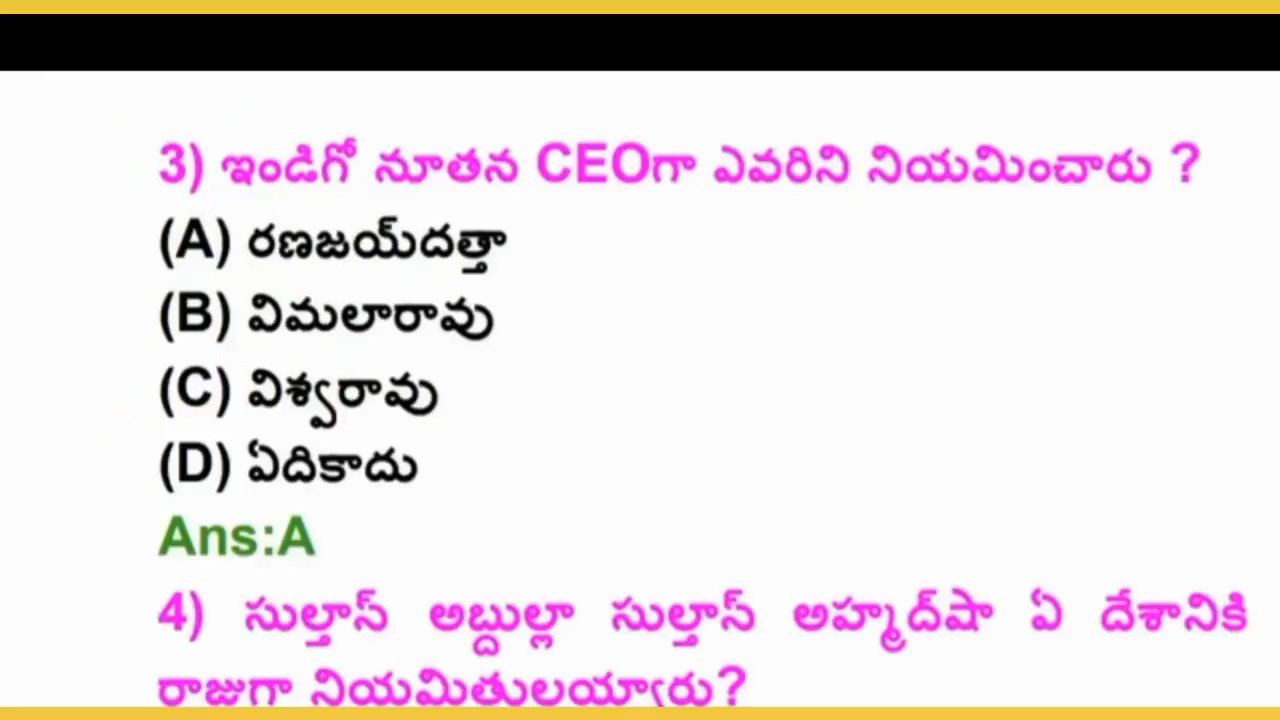 3) ఇండిగో నూతన CEOగా ఎవరిని నియమించారు ?
(A) రణజయ్‌దత్తా
(B) విమలారావు
(C) విశ్వరావు
(D) ఏదికాదు
Ans:A
4) సుల్తాస్ అబ్దుల్లా సుల్తాస్ అహ్మద్‌షా ఏ దేశానికి
రాజుగా నియమితులయ్యారు?